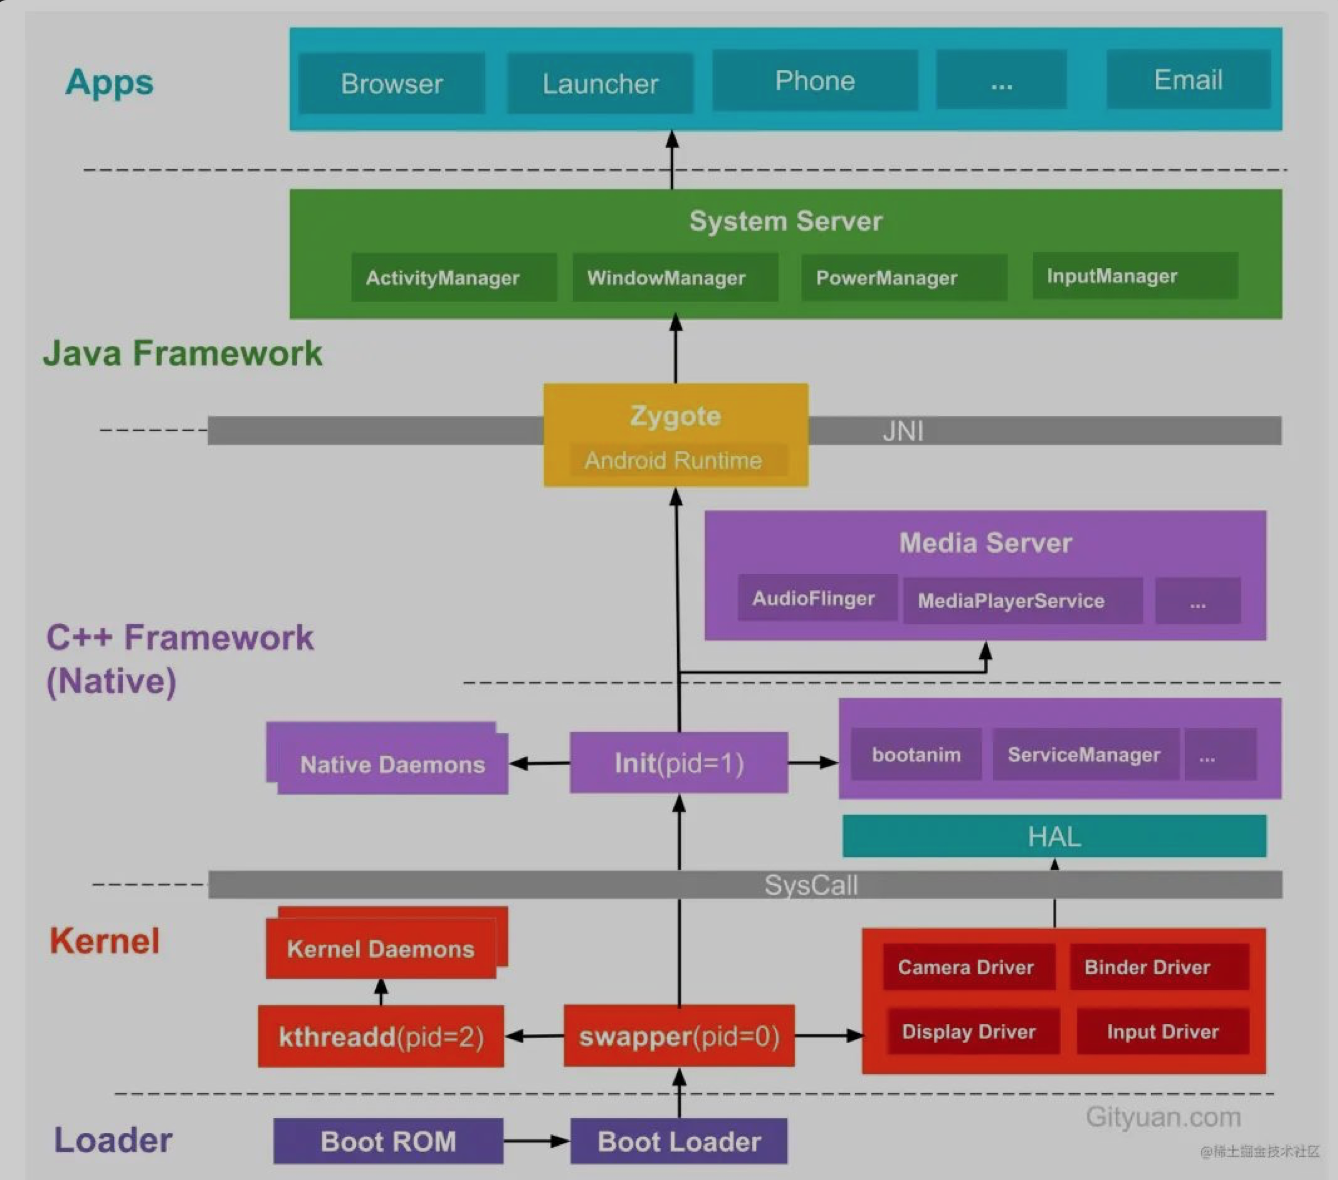 Apps
Browser
Launcher
Phone
...
Email
System Server
ActivityManager
WindowManager
PowerManager
InputManager
Java Framework
Zygote
Android Runtime
JNI
Media Server
AudioFlinger
MediaPlayerService
...
C++ Framework
(Native)
Native Daemons
Init(pid=1)
bootanim
ServiceManager
...
HAL
SysCall
Kernel
Kernel Daemons
Camera Driver
Binder Driver
kthreadd(pid=2)
swapper(pid=0)
Display Driver
Input Driver
Loader
Boot ROM
Boot Loader
Gityuan.com
@稀土掘金技术社区